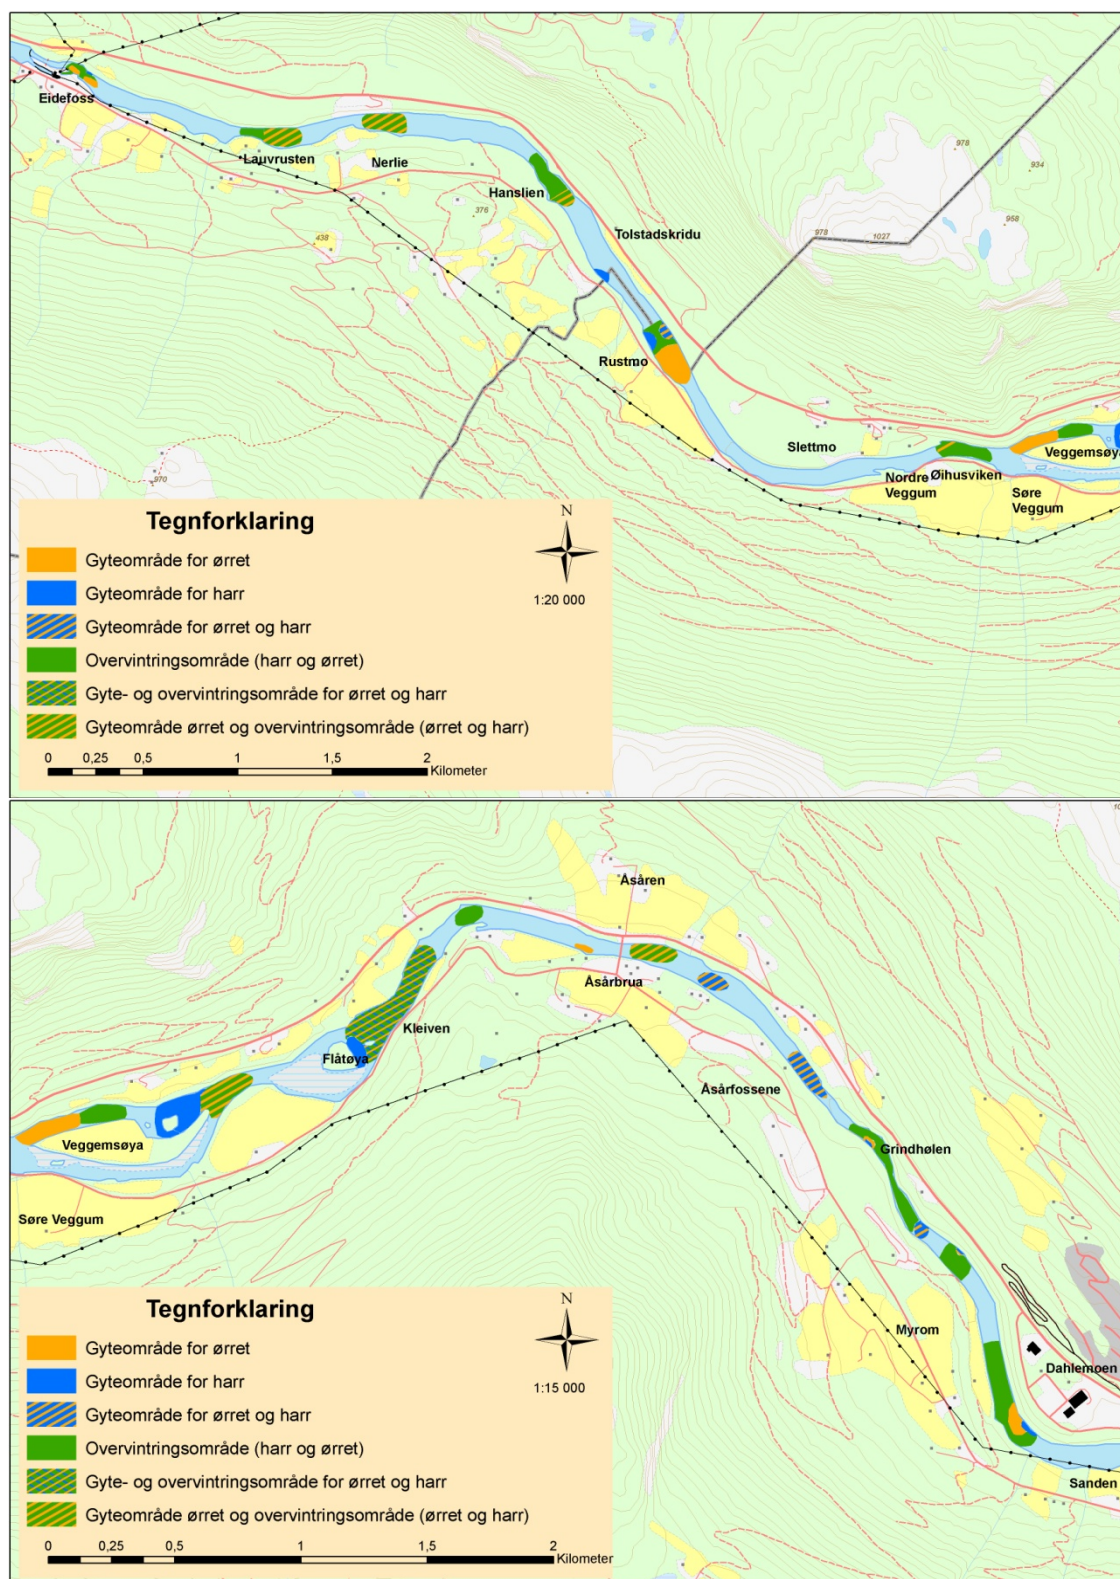 Eidefoss
Lauvrusten
Nerlie
Hanslien
376
438
Tolstadskridu
978
934
958
978
1027
Rustmo
970
Slettmo
Nordre
Veggum
Øihusviken
Søre
Veggum
Veggemsøya
Tegnforklaring
Gyteområde for ørret
Gyteområde for harr
Gyteområde for ørret og harr
Overvintringsområde (harr og ørret)
Gyte- og overvintringsområde for ørret og harr
Gyteområde ørret og overvintringsområde (ørret og harr)
N
1:20 000
0 0,25 0,5 1 1,5 2
Kilometer
Åsåren
Åsårbrua
Kleiven
Flåtøya
Åsårfossene
Veggemsøya
Grindhølen
Søre Veggum
Myrom
Dahlemoen
Sanden
Tegnforklaring
Gyteområde for ørret
Gyteområde for harr
Gyteområde for ørret og harr
Overvintringsområde (harr og ørret)
Gyte- og overvintringsområde for ørret og harr
Gyteområde ørret og overvintringsområde (ørret og harr)
N
1:15 000
0 0,25 0,5 1 1,5 2
Kilometer